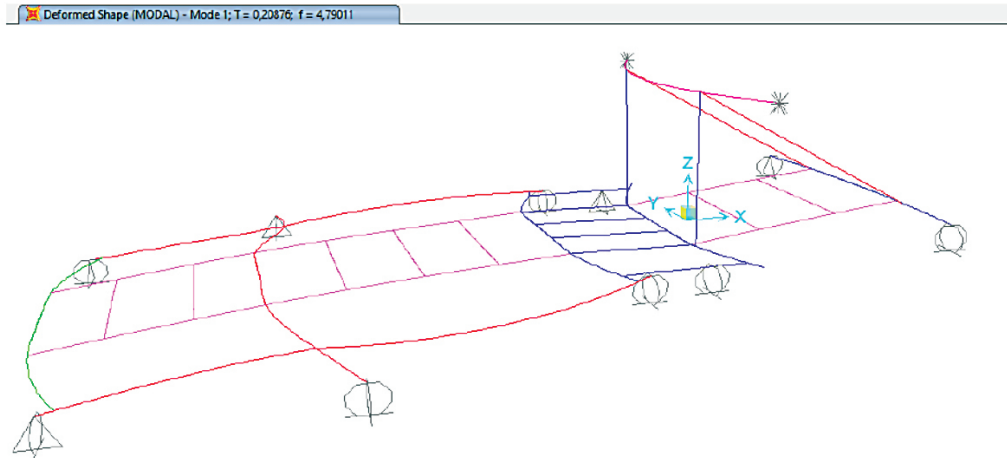 Deformed Shape (MODAL) - Mode 1; T = 0,20876; f = 4,79011
Z
Y
X